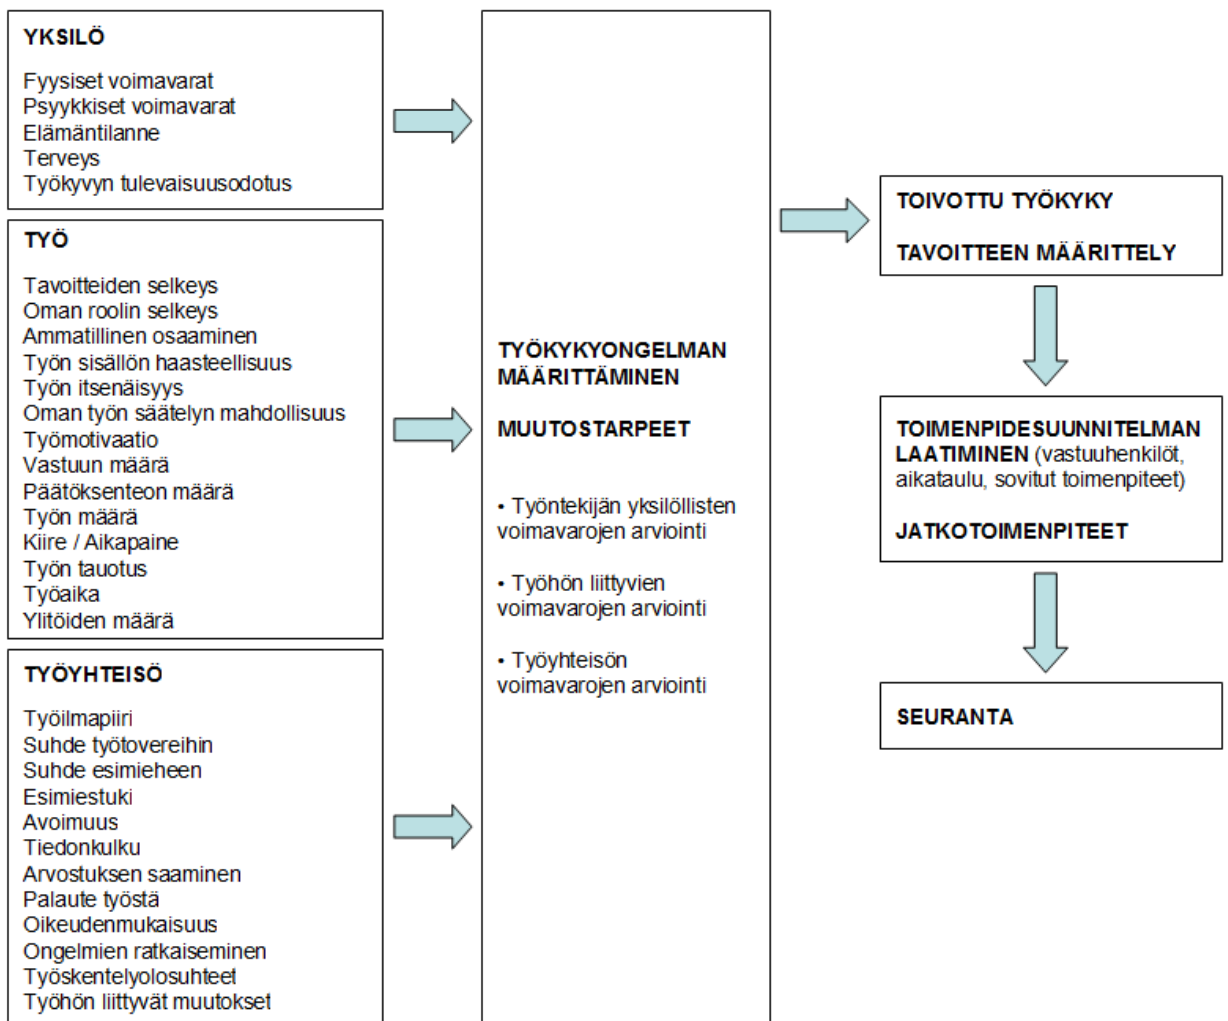 YKSILÖ
Fyysiset voimavarat
Psyykkiset voimavarat
Elämäntilanne
Terveys
Työkyvyn tulevaisuusodotus
TYÖ
Tavoitteiden selkeys
Oman roolin selkeys
Ammatillinen osaaminen
Työn sisällön haasteellisuus
Työn itsenäisyys
Oman työn säätelyn mahdollisuus
Työmotivaatio
Vastuun määrä
Päätöksenteon määrä
Työn määrä
Kiire / Aikapaine
Työn tauotus
Työaika
Ylitöiden määrä
TYÖYHTEISÖ
Työilmapiiri
Suhde työtovereihin
Suhde esimieheen
Esimiestuki
Avoimuus
Tiedonkulku
Arvostuksen saaminen
Palaute työstä
Oikeudenmukaisuus
Ongelmien ratkaiseminen
Työskentelyolosuhteet
Työhön liittyvät muutokset
TYÖKYKYONGELMAN
MÄÄRITTÄMINEN
MUUTOSTARPEET
• Työntekijän yksilöllisten
voimavarojen arviointi
• Työhön liittyvien
voimavarojen arviointi
• Työyhteisön
voimavarojen arviointi
TOIVOTTU TYÖKYKY
TAVOITTEEN MÄÄRITTELY
TOIMENPIDESUUNNITELMAN
LAATIMINEN (vastuuhenkilöt,
aikataulu, sovitut toimenpiteet)
JATKOTOIMENPITEET
SEURANTA